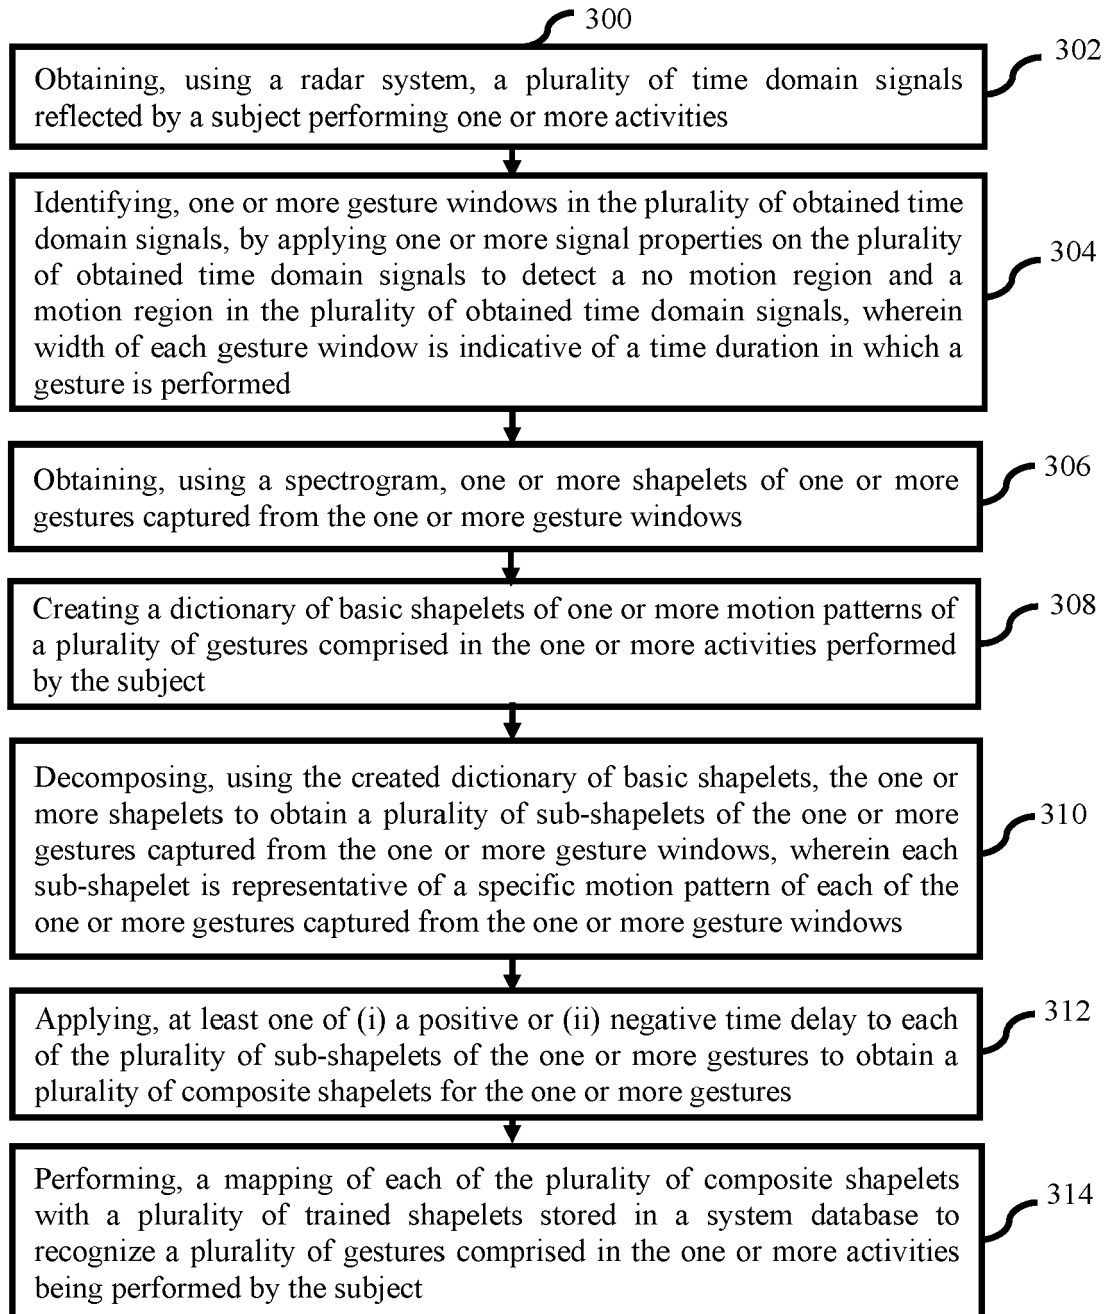 300
302
Obtaining, using a radar system, a plurality of time domain signals
reflected by a subject performing one or more activities
Identifying, one or more gesture windows in the plurality of obtained time
domain signals, by applying one or more signal properties on the plurality
of obtained time domain signals to detect a no motion region and a
motion region in the plurality of obtained time domain signals, wherein
width of each gesture window is indicative of a time duration in which a
gesture is performed
304
Obtaining, using a spectrogram, one or more shapelets of one or more
gestures captured from the one or more gesture windows
306
Creating a dictionary of basic shapelets of one or more motion patterns of
a plurality of gestures comprised in the one or more activities performed
by the subject
308
Decomposing, using the created dictionary of basic shapelets, the one or
more shapelets to obtain a plurality of sub-shapelets of the one or more
gestures captured from the one or more gesture windows, wherein each
sub-shapelet is representative of a specific motion pattern of each of the
one or more gestures captured from the one or more gesture windows
310
Applying, at least one of (i) a positive or (ii) negative time delay to each
of the plurality of sub-shapelets of the one or more gestures to obtain a
plurality of composite shapelets for the one or more gestures
312
Performing, a mapping of each of the plurality of composite shapelets
with a plurality of trained shapelets stored in a system database to
recognize a plurality of gestures comprised in the one or more activities
being performed by the subject
314